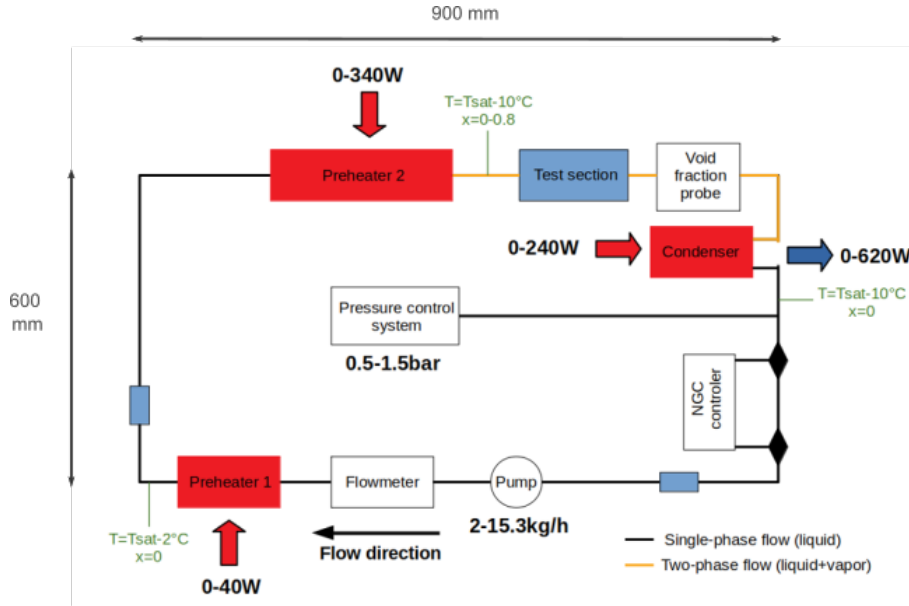 900 mm
0-340W
T=Tsat-10°C
x=0-0.8
Preheater 2
Test section
Void
fraction
probe
0-240W
Condenser
0-620W
600
mm
T=Tsat-10°C
x=0
Pressure control
system
0.5-1.5bar
NGC
controler
Preheater 1
Flowmeter
Pump
2-15.3kg/h
T=Tsat-2°C
x=0
Flow direction
0-40W
Single-phase flow (liquid)
Two-phase flow (liquid+vapor)